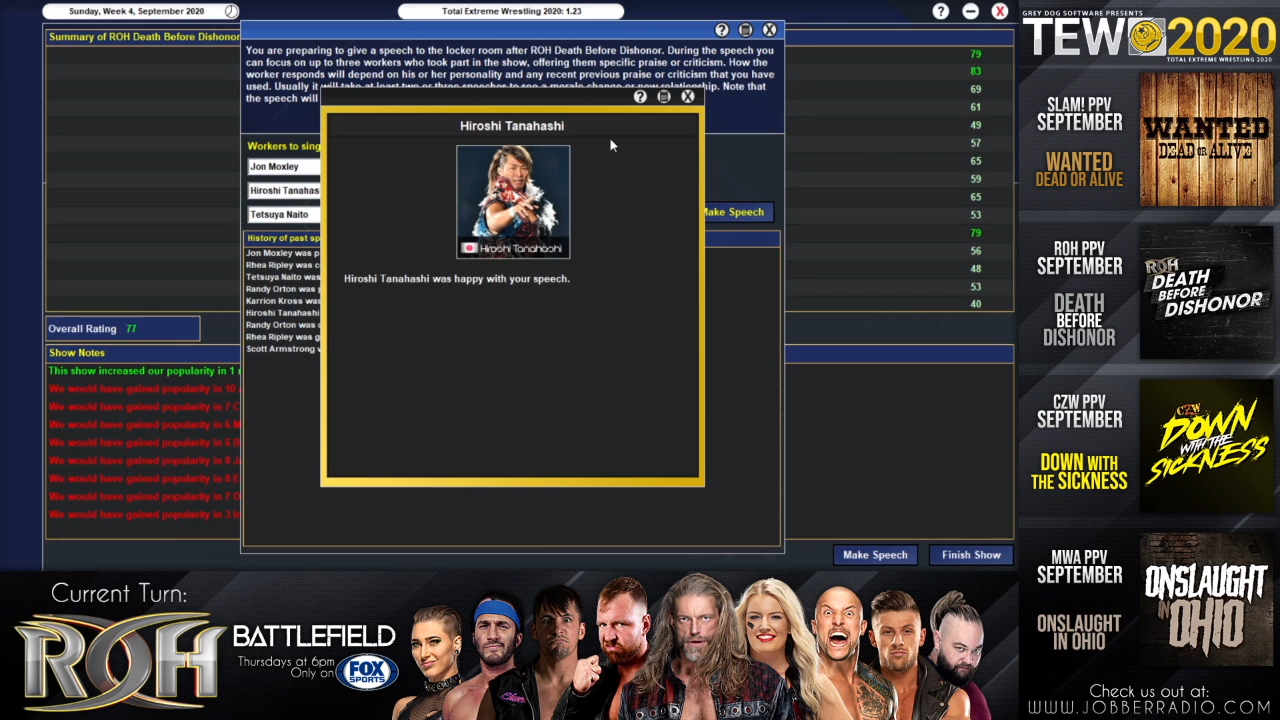 Sunday, Week 4, September 2020
Total Extreme Wrestling 2020: 1.23
Summary of ROH Death Before Dishonor
You are preparing to give a speech to the locker room after ROH Death Before Dishonor. During the speech you
can focus on up to three workers who took part in the show, offering them specific praise or criticism. How the
worker responds will depend on his or her personality and any recent previous praise or criticism that you have
used. Usually it will take at least two or three speeches to see a morale change or new relationship. Note that
the speech will
Hiroshi Tanahashi
Hiroshi Tanahashi
Hiroshi Tanahashi was happy with your speech.
Workers to sing
Jon Moxley
Hiroshi Tanahas
Tetsuya Naito
Make Speech
History of past sp
Jon Moxley was p
Rhea Ripley was c
Tetsuya Naito was
Randy Orton was
Karrion Kross was
Hiroshi Tanahashi
Randy Orton was c
Rhea Ripley was g
Scott Armstrong w
79
83
69
61
49
57
65
59
65
53
79
56
48
53
40
Overall Rating 77
Show Notes
This show increased our popularity in 1
We would have gained popularity in 10
We would have gained popularity in 7 C
We would have gained popularity in 6 M
We would have gained popularity in 6 B
We would have gained popularity in 8 J
We would have gained popularity in 8 E
We would have gained popularity in 7 O
We would have gained popularity in 3 I
Make Speech
Finish Show
GREY DOG SOFTWARE PRESENTS
TEW 2020
TOTAL EXTREME WRESTLING 2020
SLAM! PPV
SEPTEMBER
WANTED
DEAD OR ALIVE
WANTED
DEAD OR ALIVE
ROH PPV
SEPTEMBER
DEATH
BEFORE
DISHONOR
ROH
DEATH
BEFORE
DISHONOR
CZW PPV
SEPTEMBER
DOWN WITH
THE SICKNESS
CZW
DOWN
WITH THE
SICKNESS
MWA PPV
SEPTEMBER
ONSLAUGHT
IN OHIO
ONSLAUGHT
IN
OHIO
Current Turn:
ROH
BATTLEFIELD
Thursdays at 6pm
Only on
FOX
SPORTS
Check us out at:
WWW.JOBBERRADIO.COM